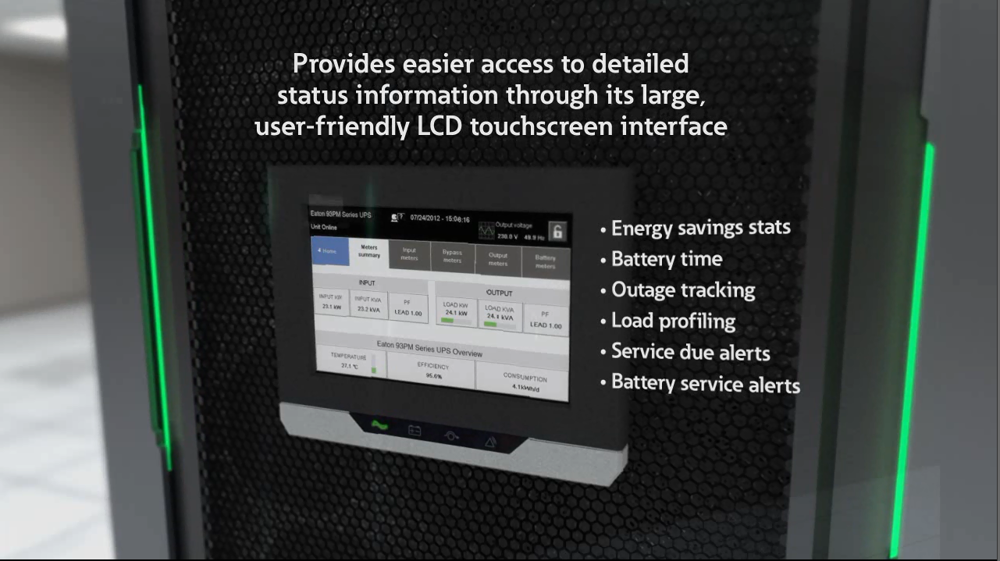 Provides easier access to detailed
status information through its large,
user-friendly LCD touchscreen interface
Eaton 93PM Series UPS
07/24/2012 - 15:08:16
Output voltage
Unit Online
230.0 V 49.9 Hz
Home
Meters
summary
Input
meters
Bypass
meters
Output
meters
Battery
meters
INPUT
OUTPUT
INPUT KW
23.1 kW
INPUT KVA
23.2 kVA
PF
LEAD 1.00
LOAD KW
24.1 kW
LOAD KVA
24.1 kVA
PF
LEAD 1.00
Eaton 93PM Series UPS Overview
TEMPERATURE
27.1 °C
EFFICIENCY
95.6%
CONSUMPTION
4.1kWh/d
• Energy savings stats
• Battery time
• Outage tracking
• Load profiling
• Service due alerts
• Battery service alerts